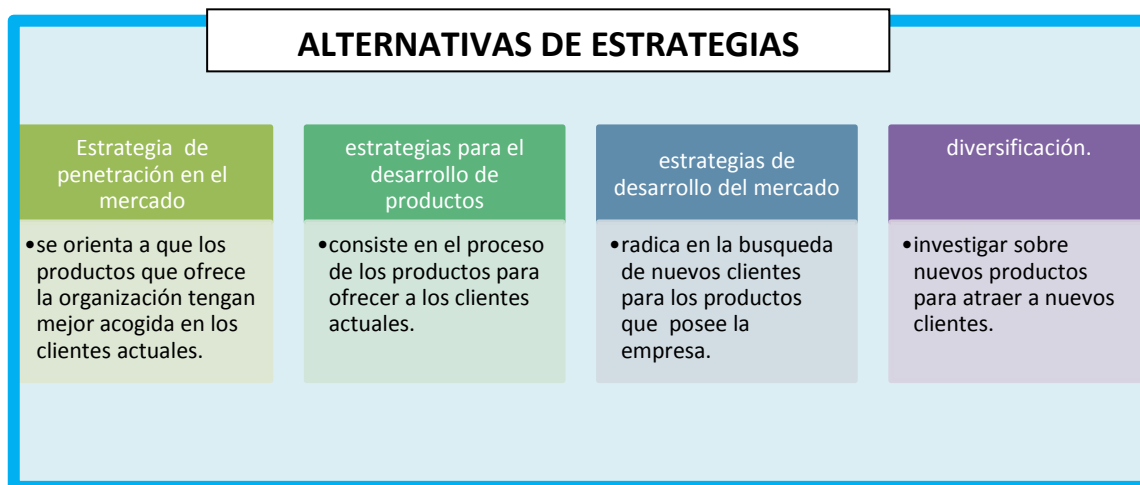 ALTERNATIVAS DE ESTRATEGIAS
Estrategia de
penetración en el
mercado
•se orienta a que los
productos que ofrece
la organización tengan
mejor acogida en los
clientes actuales.
estrategias para el
desarrollo de
productos
•consiste en el proceso
de los productos para
ofrecer a los clientes
actuales.
estrategias de
desarrollo del mercado
•radica en la busqueda
de nuevos clientes
para los productos
que posee la
empresa.
diversificación.
•investigar sobre
nuevos productos
para atraer a nuevos
clientes.